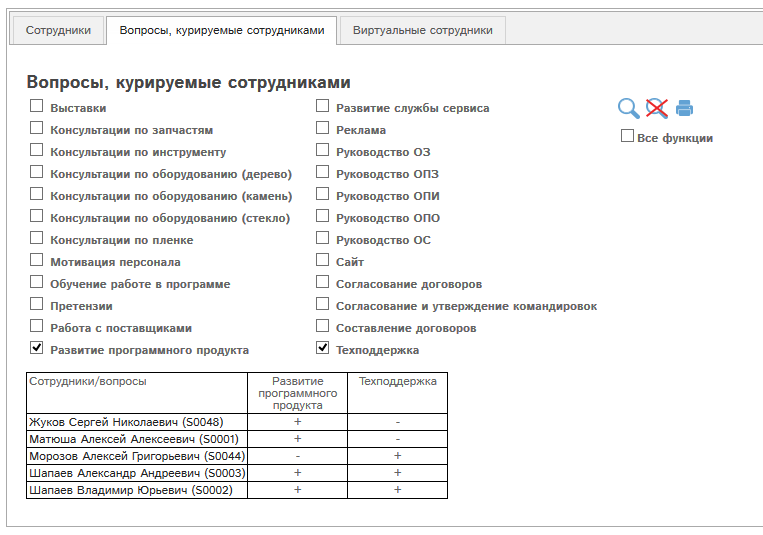 Сотрудники Вопросы, курируемые сотрудниками Виртуальные сотрудники
Вопросы, курируемые сотрудниками
Выставки
Консультации по запчастям
Консультации по инструменту
Консультации по оборудованию (дерево)
Консультации по оборудованию (камень)
Консультации по оборудованию (стекло)
Консультации по пленке
Мотивация персонала
Обучение работе в программе
Претензии
Работа с поставщиками
Развитие программного продукта
Развитие службы сервиса
Реклама
Руководство ОЗ
Руководство ОПЗ
Руководство ОПИ
Руководство ОПО
Руководство ОС
Сайт
Согласование договоров
Согласование и утверждение командировок
Составление договоров
Техподдержка
Все функции
Сотрудники/вопросы Развитие Техподдержка
программного
продукта
Жуков Сергей Николаевич (S0048) + -
Матюша Алексей Алексеевич (S0001) + -
Морозов Алексей Григорьевич (S0044) - +
Шапаев Александр Андреевич (S0003) + +
Шапаев Владимир Юрьевич (S0002) + +